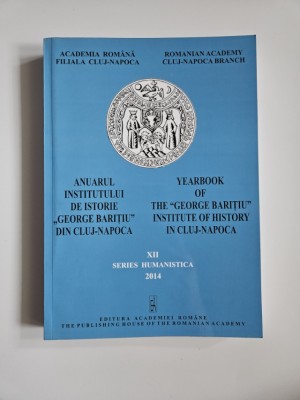 ACADEMIA ROMÂNĂ
FILIALA CLUJ-NAPOCA
ROMANIAN ACADEMY
CLUJ-NAPOCA BRANCH
ANUARUL
INSTITUTULUI
DE ISTORIE
„GEORGE BARIȚIU”
DIN CLUJ-NAPOCA
YEARBOOK
OF
THE “GEORGE BARIȚIU”
INSTITUTE OF HISTORY
IN CLUJ-NAPOCA
XII
SERIES HUMANISTICA
2014
EDITURA ACADEMIEI ROMÂNE
THE PUBLISHING HOUSE OF THE ROMANIAN ACADEMY